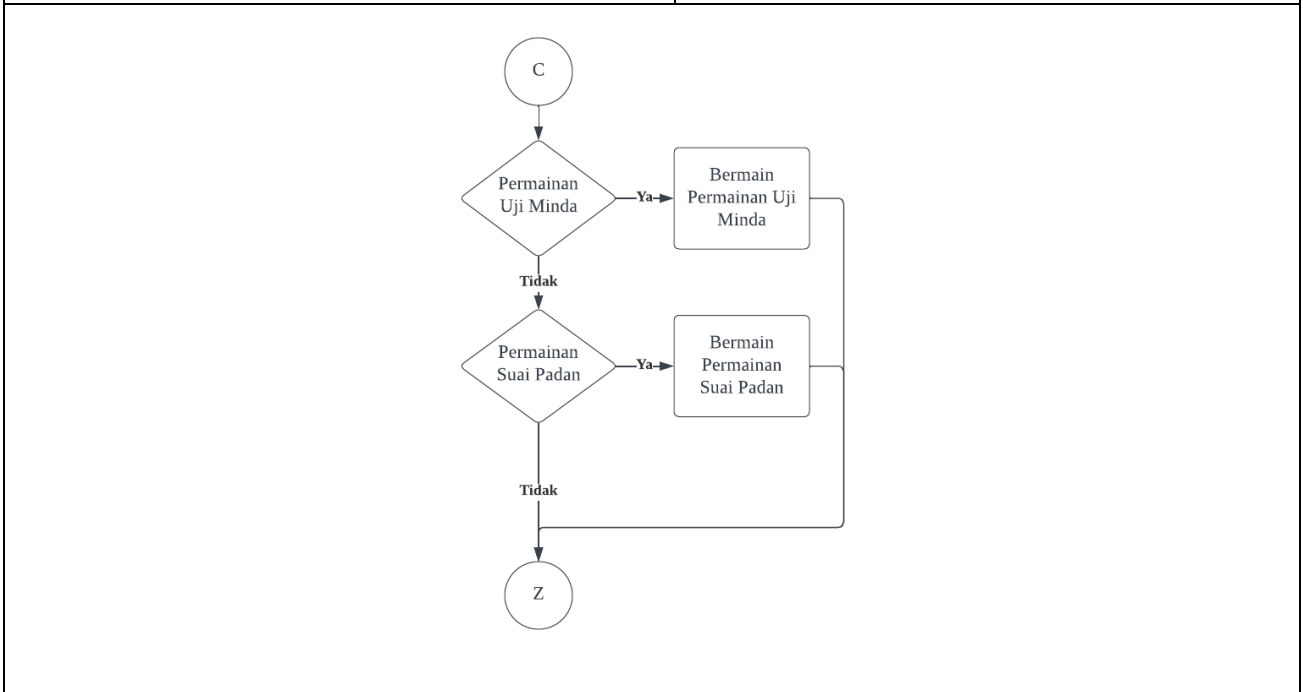 C
Permainan
Uji Minda
Ya
Bermain
Permainan Uji
Minda
Tidak
Permainan
Suai Padan
Ya
Bermain
Permainan
Suai Padan
Tidak
Z